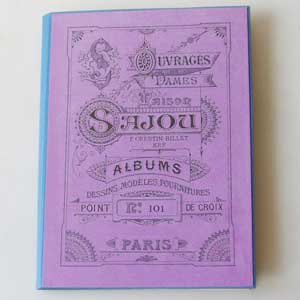 S
OUVRAGES
DAMES
MAISON
SAJOU
F. CRESTIN-BILLET
ALBUMS
DESSINS, MODÈLES, FOURNITURES
POINT No. 101 DE CROIX
PARIS